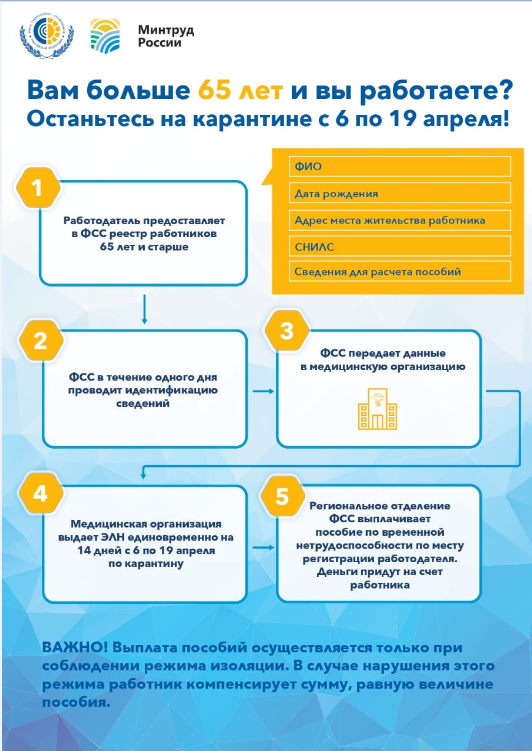 Минтруд
России
Вам больше 65 лет и вы работаете?
Останьтесь на карантине с 6 по 19 апреля!
1
Работодатель предоставляет
в ФСС реестр работников
65 лет и старше
ФИО
Дата рождения
Адрес места жительства работника
СНИЛС
Сведения для расчета пособий
2
ФСС в течение одного дня
проводит идентификацию
сведений
3
ФСС передает данные
в медицинскую организацию
4
Медицинская организация
выдает ЭЛН единовременно на
14 дней с 6 по 19 апреля
по карантину
5
Региональное отделение
ФСС выплачивает
пособие по временной
нетрудоспособности по месту
регистрации работодателя.
Деньги придут на счет
работника
ВАЖНО! Выплата пособий осуществляется только при
соблюдении режима изоляции. В случае нарушения этого
режима работник компенсирует сумму, равную величине
пособия.